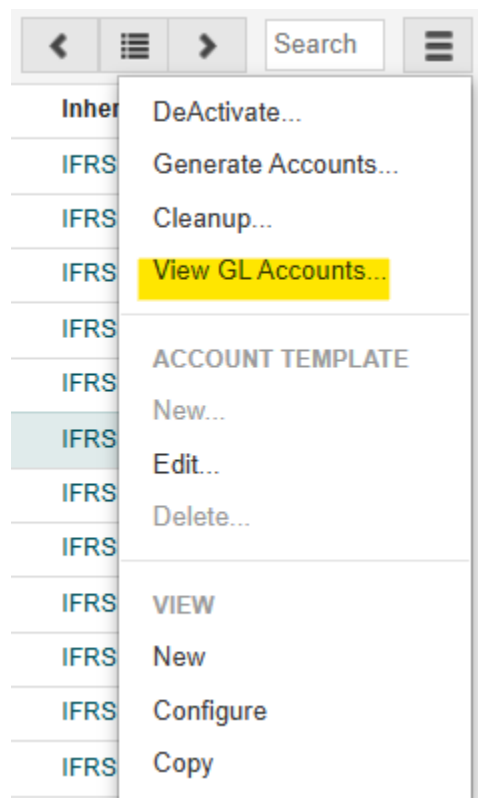 Search
Inher
DeActivate...
IFRS
Generate Accounts...
IFRS
Cleanup...
IFRS
View GL Accounts...
IFRS
ACCOUNT TEMPLATE
IFRS
New...
IFRS
Edit...
IFRS
Delete...
IFRS
IFRS
VIEW
IFRS
New
IFRS
Configure
IFRS
Copy